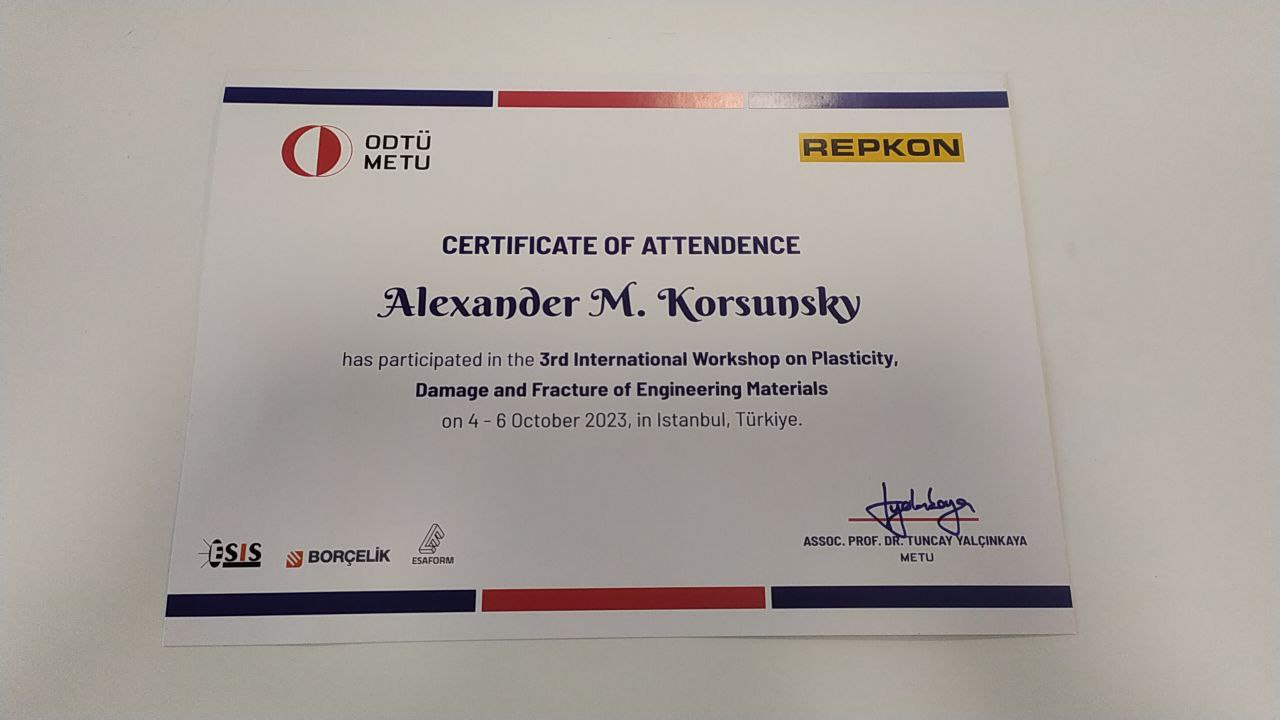 ODTÜ
METU
REPKON
CERTIFICATE OF ATTENDENCE
Alexander M. Korsunsky
has participated in the 3rd International Workshop on Plasticity,
Damage and Fracture of Engineering Materials
on 4 - 6 October 2023, in Istanbul, Türkiye.
ESIS
BORÇELİK
ESAFORM
ASSOC. PROF. DR. TUNCAY YALÇINKAYA
METU